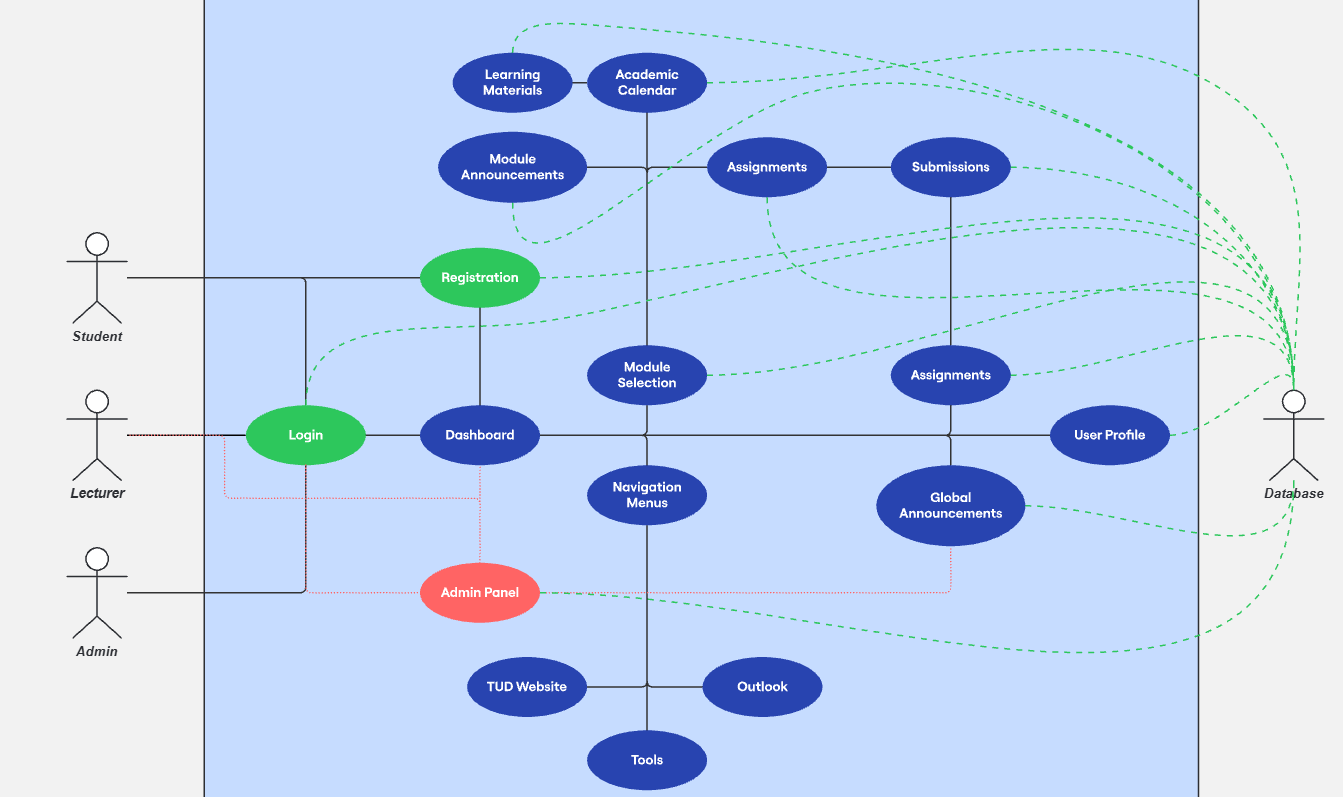 Learning
Materials
Academic
Calendar
Module
Announcements
Assignments
Submissions
Registration
Student
Module
Selection
Assignments
Login
Dashboard
User Profile
Lecturer
Navigation
Menus
Global
Announcements
Database
Admin Panel
Admin
TUD Website
Outlook
Tools